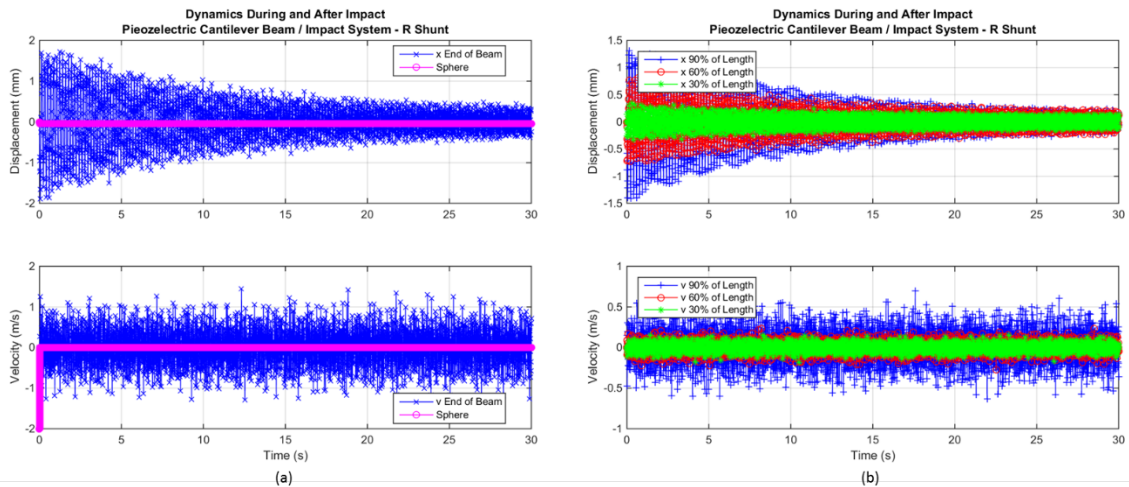 Dynamics During and After Impact
Pieozelectric Cantilever Beam / Impact System - R Shunt
2
1
0
-1
-2
Displacement (mm)
x End of Beam
Sphere
0 5 10 15 20 25 30
2
1
0
-1
-2
Velocity (m/s)
v End of Beam
Sphere
0 5 10 15 20 25 30
Time (s)
(a)
Dynamics During and After Impact
Pieozelectric Cantilever Beam / Impact System - R Shunt
1.5
1
0.5
0
-0.5
-1
-1.5
Displacement (mm)
x 90% of Length
x 60% of Length
x 30% of Length
0 5 10 15 20 25 30
1
0.5
0
-0.5
-1
Velocity (m/s)
v 90% of Length
v 60% of Length
v 30% of Length
0 5 10 15 20 25 30
Time (s)
(b)